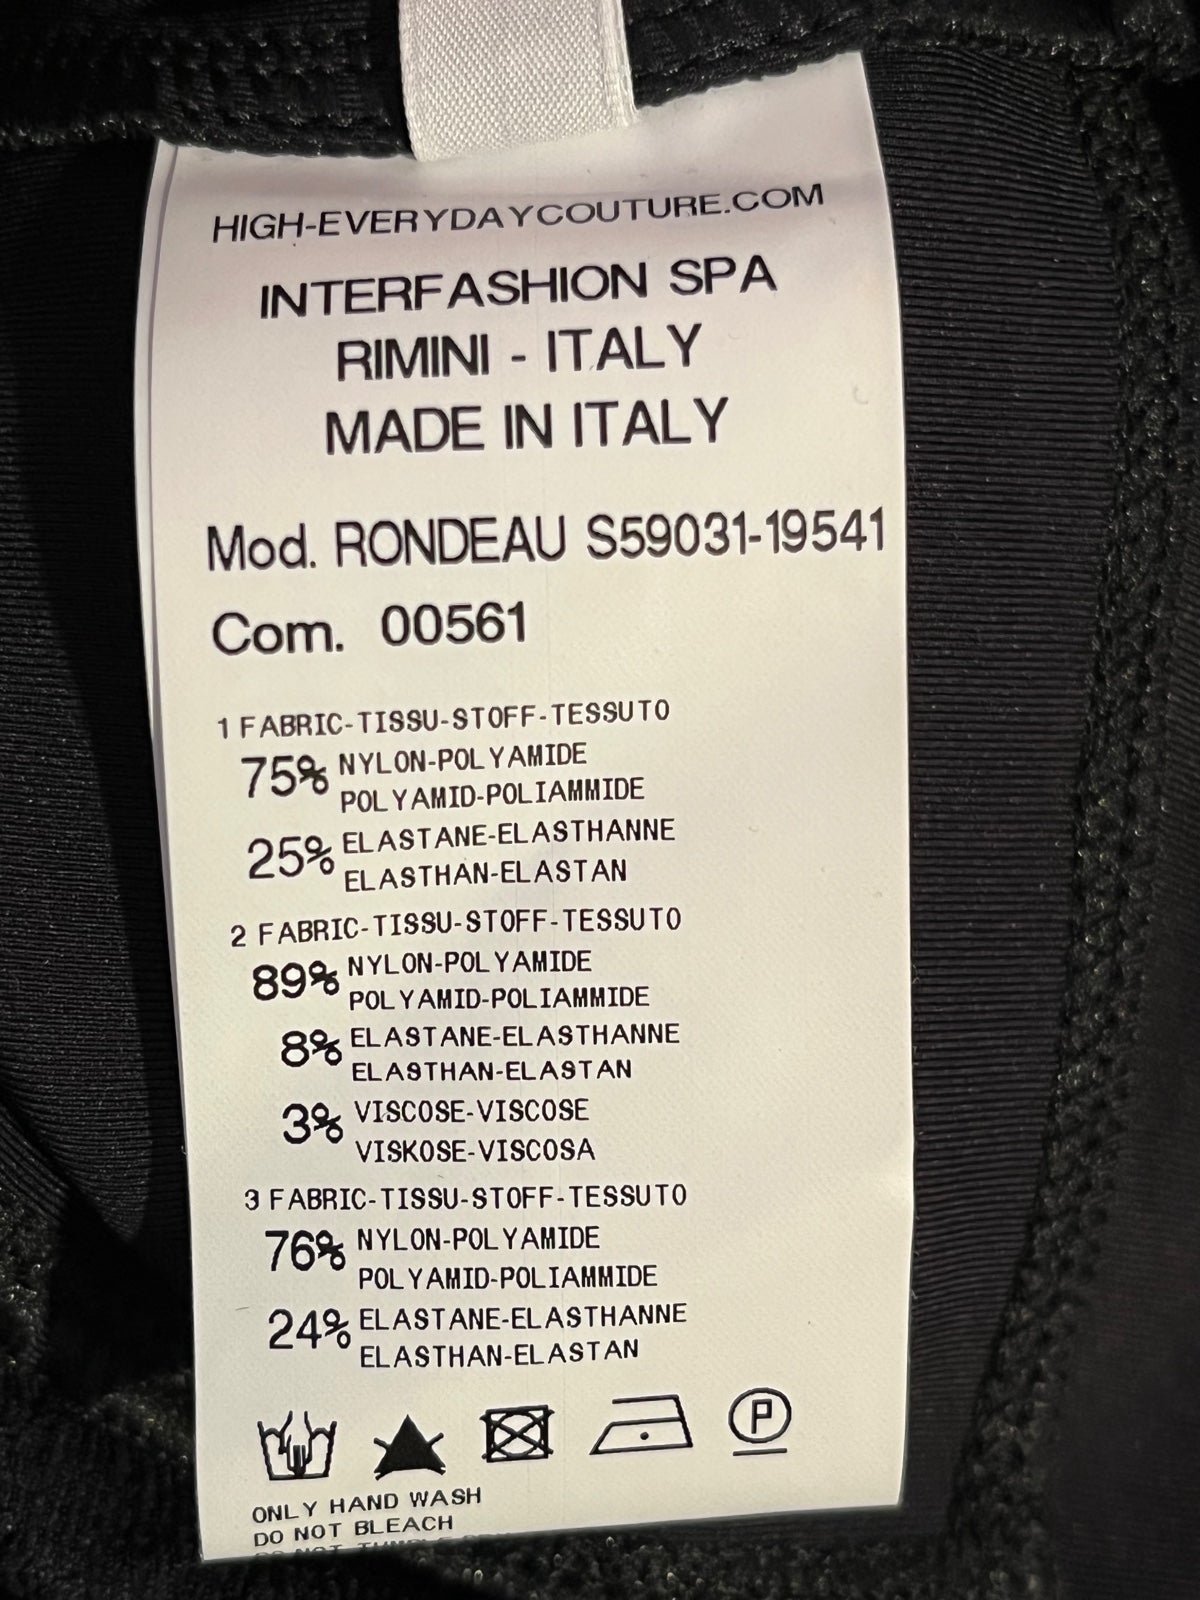 HIGH-EVERYDAYCOUTURE.COM
INTERFASHION SPA
RIMINI - ITALY
MADE IN ITALY
Mod. RONDEAU S59031-19541
Com. 00561
1 FABRIC-TISSU-STOFF-TESSUTO
75% NYLON-POLYAMIDE
POLYAMID-POLIAMMIDE
25% ELASTANE-ELASTHANNE
ELASTHAN-ELASTAN
2 FABRIC-TISSU-STOFF-TESSUTO
89% NYLON-POLYAMIDE
POLYAMID-POLIAMMIDE
8% ELASTANE-ELASTHANNE
ELASTHAN-ELASTAN
3% VISCOSE-VISCOSE
VISKOSE-VISCOSA
3 FABRIC-TISSU-STOFF-TESSUTO
76% NYLON-POLYAMIDE
POLYAMID-POLIAMMIDE
24% ELASTANE-ELASTHANNE
ELASTHAN-ELASTAN
P
ONLY HAND WASH
DO NOT BLEACH
DO NOT TUMBLE